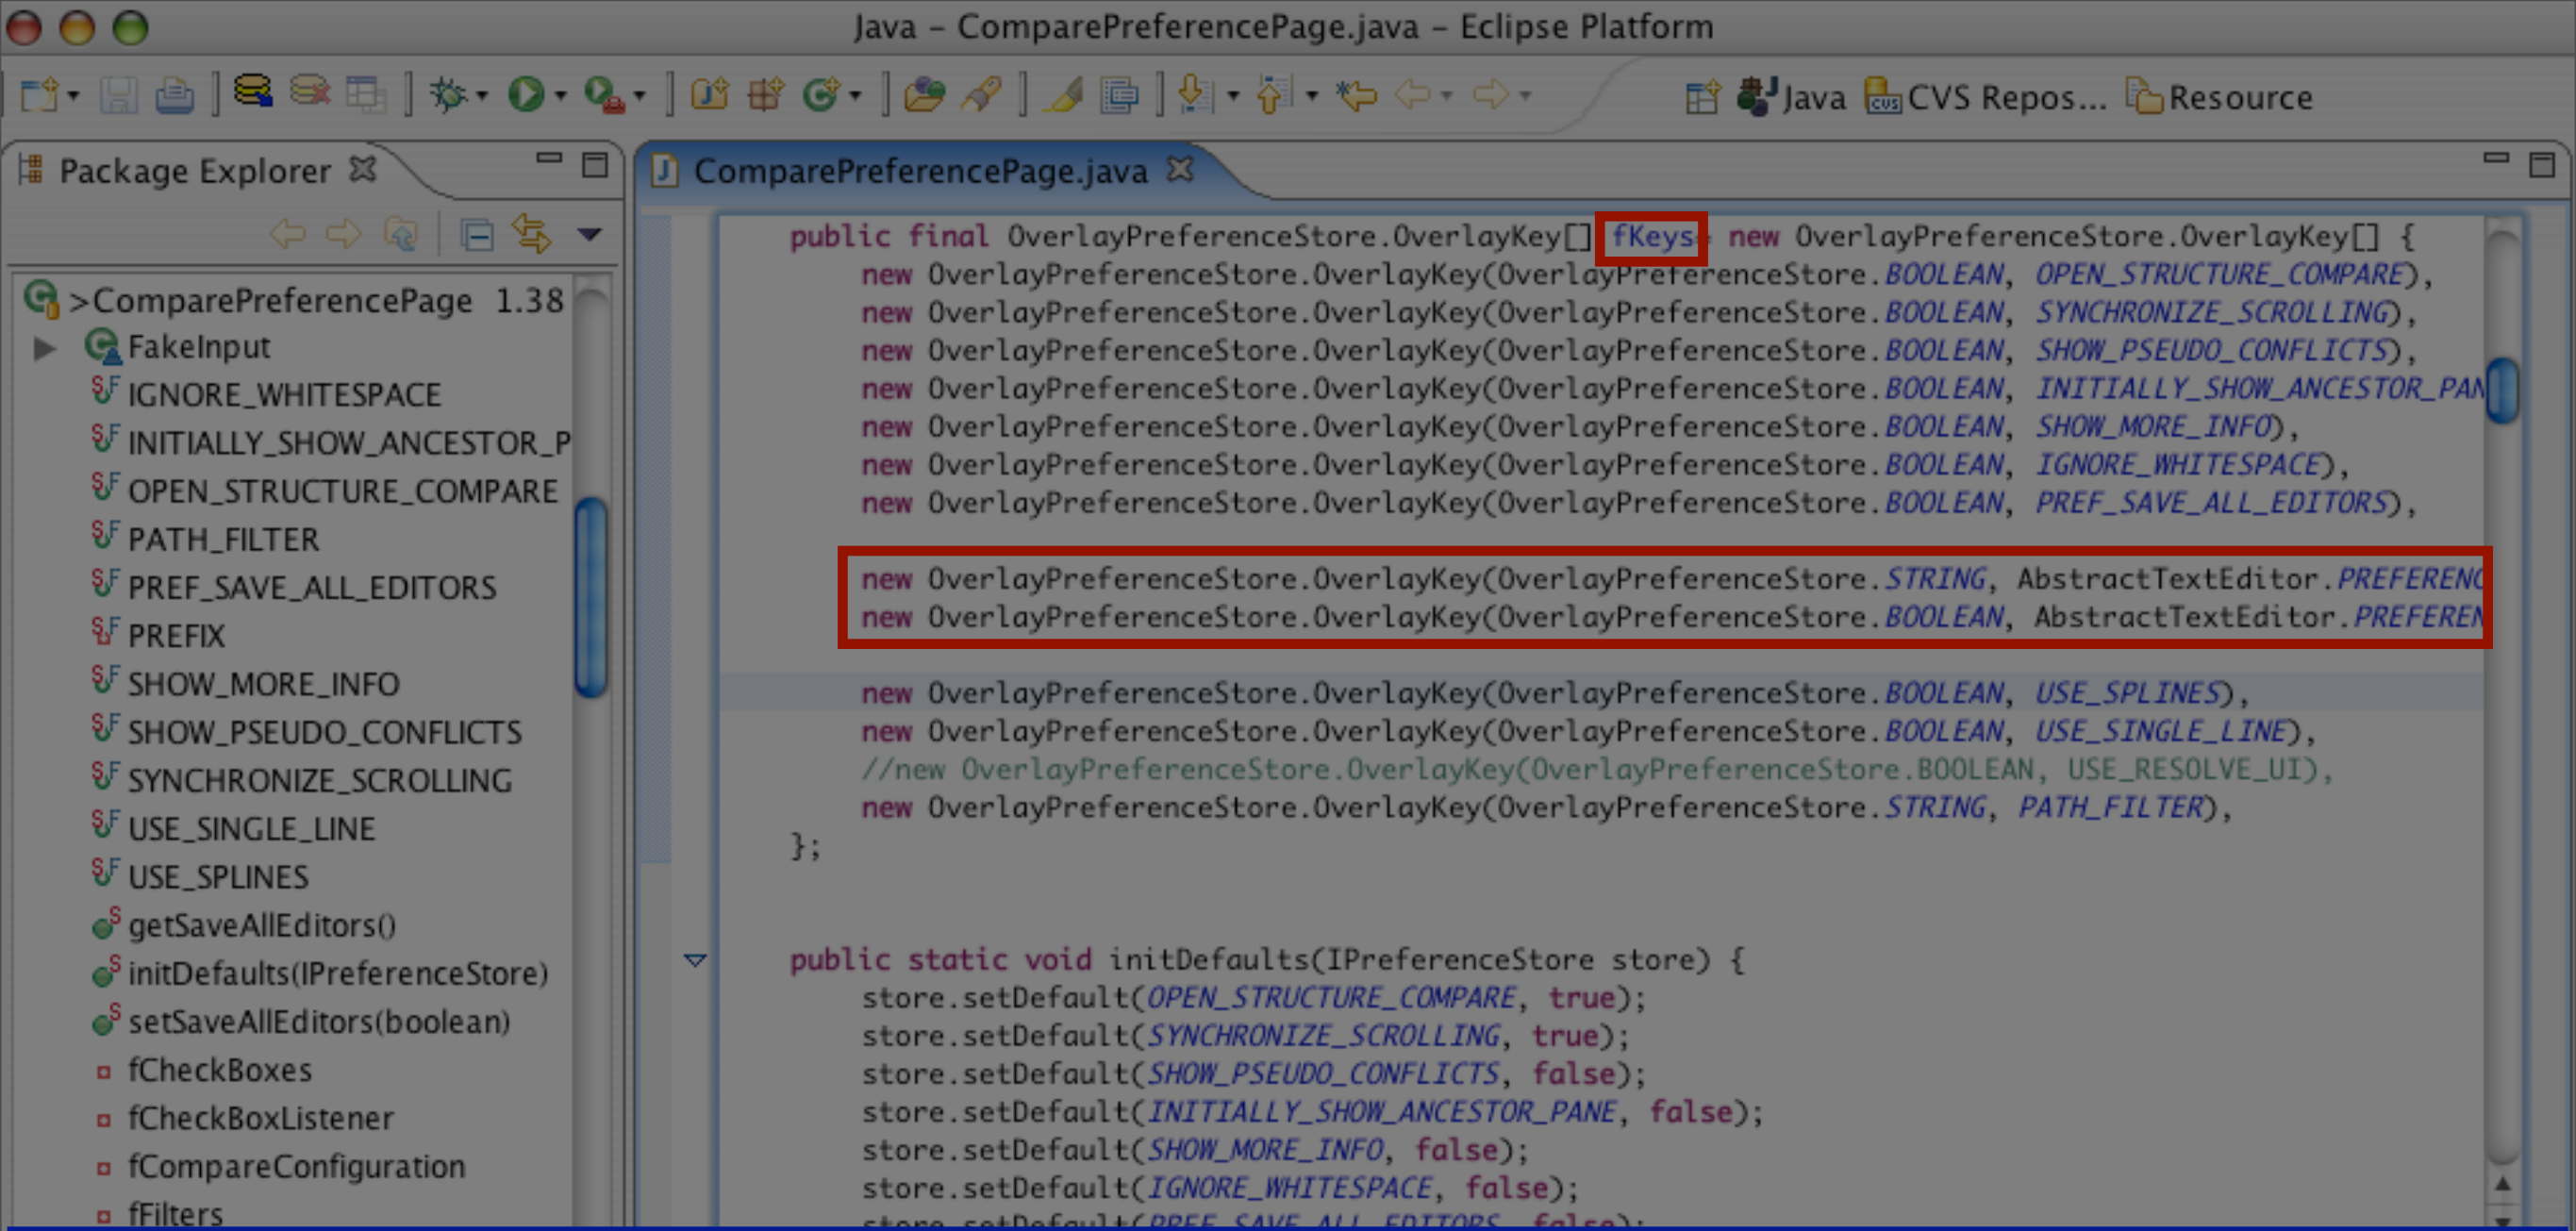 Java – ComparePreferencePage.java – Eclipse Platform
Java CVS Repos... Resource
Package Explorer
ComparePreferencePage.java
>ComparePreferencePage 1.38
FakeInput
IGNORE_WHITESPACE
INITIALLY_SHOW_ANCESTOR_P
OPEN_STRUCTURE_COMPARE
PATH_FILTER
PREF_SAVE_ALL_EDITORS
PREFIX
SHOW_MORE_INFO
SHOW_PSEUDO_CONFLICTS
SYNCHRONIZE_SCROLLING
USE_SINGLE_LINE
USE_SPLINES
getSaveAllEditors()
initDefaults(IPreferenceStore)
setSaveAllEditors(boolean)
fCheckBoxes
fCheckBoxListener
fCompareConfiguration
fFilters
public final OverlayPreferenceStore.OverlayKey[] fKeys= new OverlayPreferenceStore.OverlayKey[] {
new OverlayPreferenceStore.OverlayKey(OverlayPreferenceStore.BOOLEAN, OPEN_STRUCTURE_COMPARE),
new OverlayPreferenceStore.OverlayKey(OverlayPreferenceStore.BOOLEAN, SYNCHRONIZE_SCROLLING),
new OverlayPreferenceStore.OverlayKey(OverlayPreferenceStore.BOOLEAN, SHOW_PSEUDO_CONFLICTS),
new OverlayPreferenceStore.OverlayKey(OverlayPreferenceStore.BOOLEAN, INITIALLY_SHOW_ANCESTOR_PAN
new OverlayPreferenceStore.OverlayKey(OverlayPreferenceStore.BOOLEAN, SHOW_MORE_INFO),
new OverlayPreferenceStore.OverlayKey(OverlayPreferenceStore.BOOLEAN, IGNORE_WHITESPACE),
new OverlayPreferenceStore.OverlayKey(OverlayPreferenceStore.BOOLEAN, PREF_SAVE_ALL_EDITORS),
new OverlayPreferenceStore.OverlayKey(OverlayPreferenceStore.STRING, AbstractTextEditor.PREFERENC
new OverlayPreferenceStore.OverlayKey(OverlayPreferenceStore.BOOLEAN, AbstractTextEditor.PREFEREN
new OverlayPreferenceStore.OverlayKey(OverlayPreferenceStore.BOOLEAN, USE_SPLINES),
new OverlayPreferenceStore.OverlayKey(OverlayPreferenceStore.BOOLEAN, USE_SINGLE_LINE),
//new OverlayPreferenceStore.OverlayKey(OverlayPreferenceStore.BOOLEAN, USE_RESOLVE_UI),
new OverlayPreferenceStore.OverlayKey(OverlayPreferenceStore.STRING, PATH_FILTER),
};
public static void initDefaults(IPreferenceStore store) {
store.setDefault(OPEN_STRUCTURE_COMPARE, true);
store.setDefault(SYNCHRONIZE_SCROLLING, true);
store.setDefault(SHOW_PSEUDO_CONFLICTS, false);
store.setDefault(INITIALLY_SHOW_ANCESTOR_PANE, false);
store.setDefault(SHOW_MORE_INFO, false);
store.setDefault(IGNORE_WHITESPACE, false);
store.setDefault(PREF_SAVE_ALL_EDITORS, false);